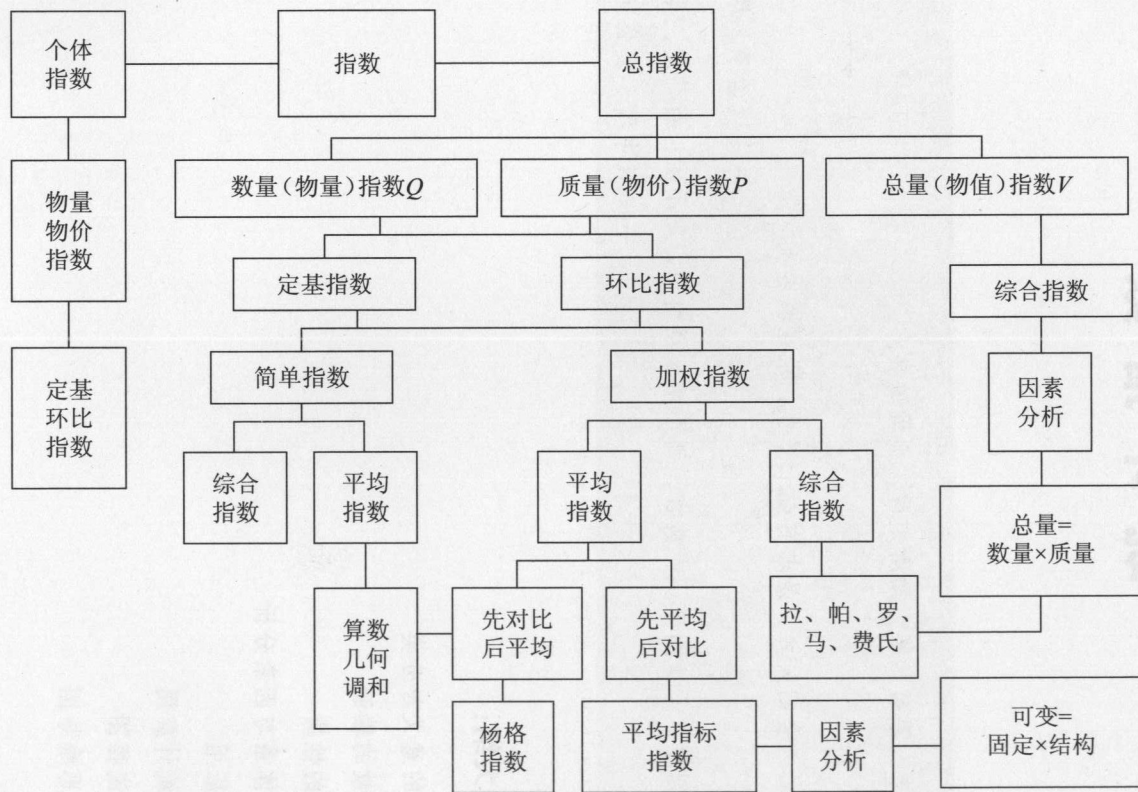 个体
指数
指数
总指数
物量
物价
指数
数量(物量)指数Q
质量(物价)指数P
总量(物值)指数V
定基指数
环比指数
综合指数
定基
环比
指数
简单指数
加权指数
因素
分析
综合
指数
平均
指数
平均
指数
综合
指数
总量=
数量×质量
算数
几何
调和
先对比
后平均
先平均
后对比
拉、帕、罗、
马、费氏
杨格
指数
平均指标
指数
因素
分析
可变=
固定×结构